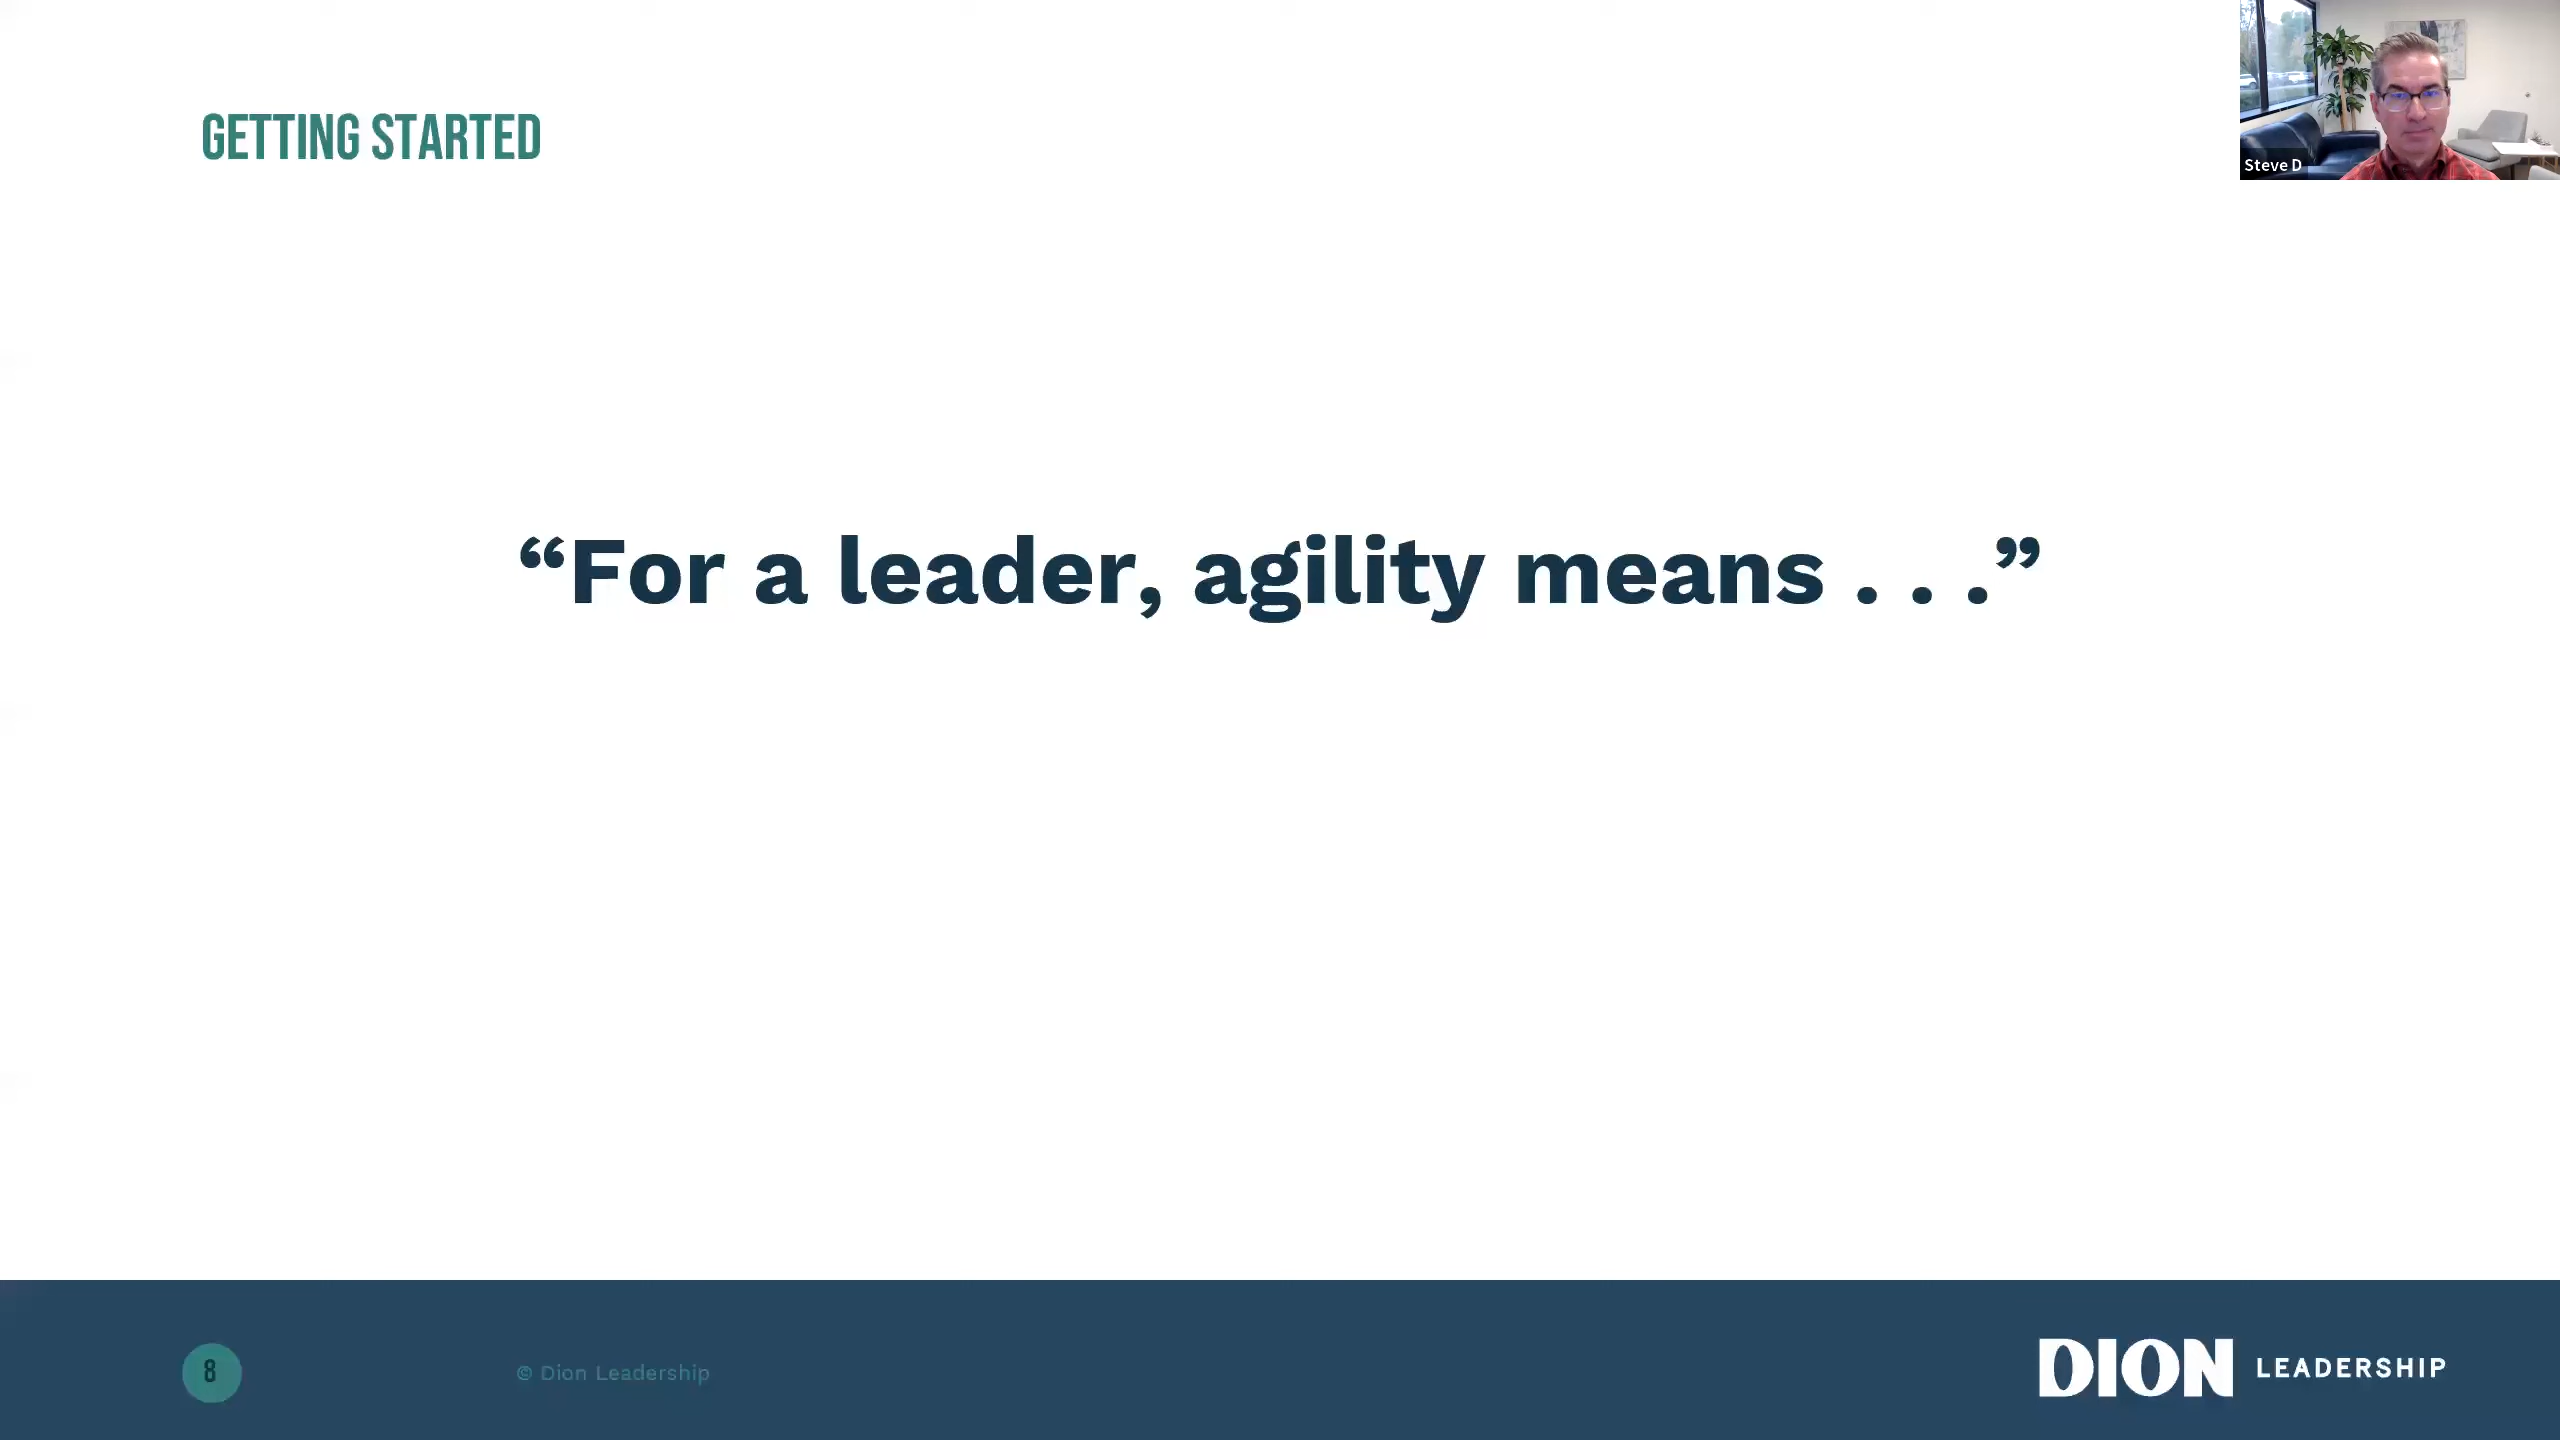 GETTING STARTED
Steve D
“For a leader, agility means . . .”
8
© Dion Leadership
DION LEADERSHIP